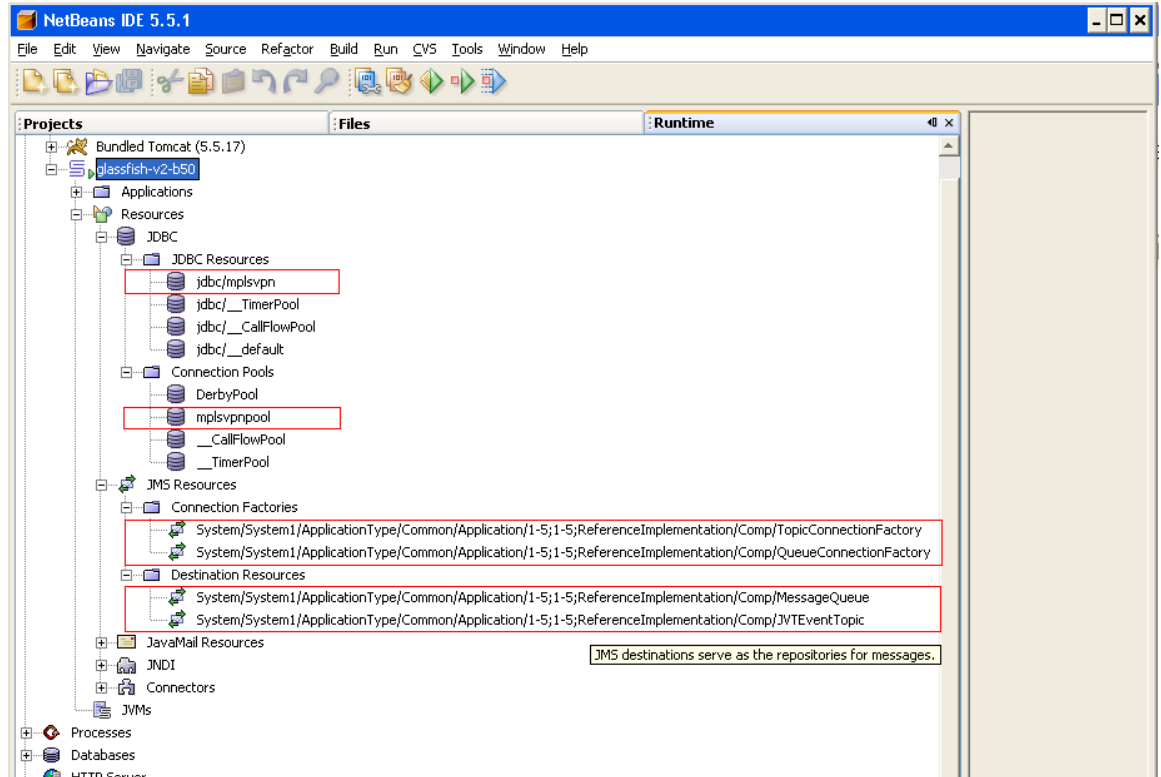 NetBeans IDE 5.5.1
File Edit View Navigate Source Refactor Build Run CVS Tools Window Help
Projects Files Runtime
Bundled Tomcat (5.5.17)
glassfish-v2-b50
Applications
Resources
JDBC
JDBC Resources
jdbc/mplsvpn
jdbc/__TimerPool
jdbc/__CallFlowPool
jdbc/__default
Connection Pools
DerbyPool
mplsvpnpool
__CallFlowPool
__TimerPool
JMS Resources
Connection Factories
System/System1/ApplicationType/Common/Application/1-5;1-5;ReferenceImplementation/Comp/TopicConnectionFactory
System/System1/ApplicationType/Common/Application/1-5;1-5;ReferenceImplementation/Comp/QueueConnectionFactory
Destination Resources
System/System1/ApplicationType/Common/Application/1-5;1-5;ReferenceImplementation/Comp/MessageQueue
System/System1/ApplicationType/Common/Application/1-5;1-5;ReferenceImplementation/Comp/JVTEventTopic
JavaMail Resources
JMS destinations serve as the repositories for messages.
JNDI
Connectors
JVMs
Processes
Databases
HTTP Server